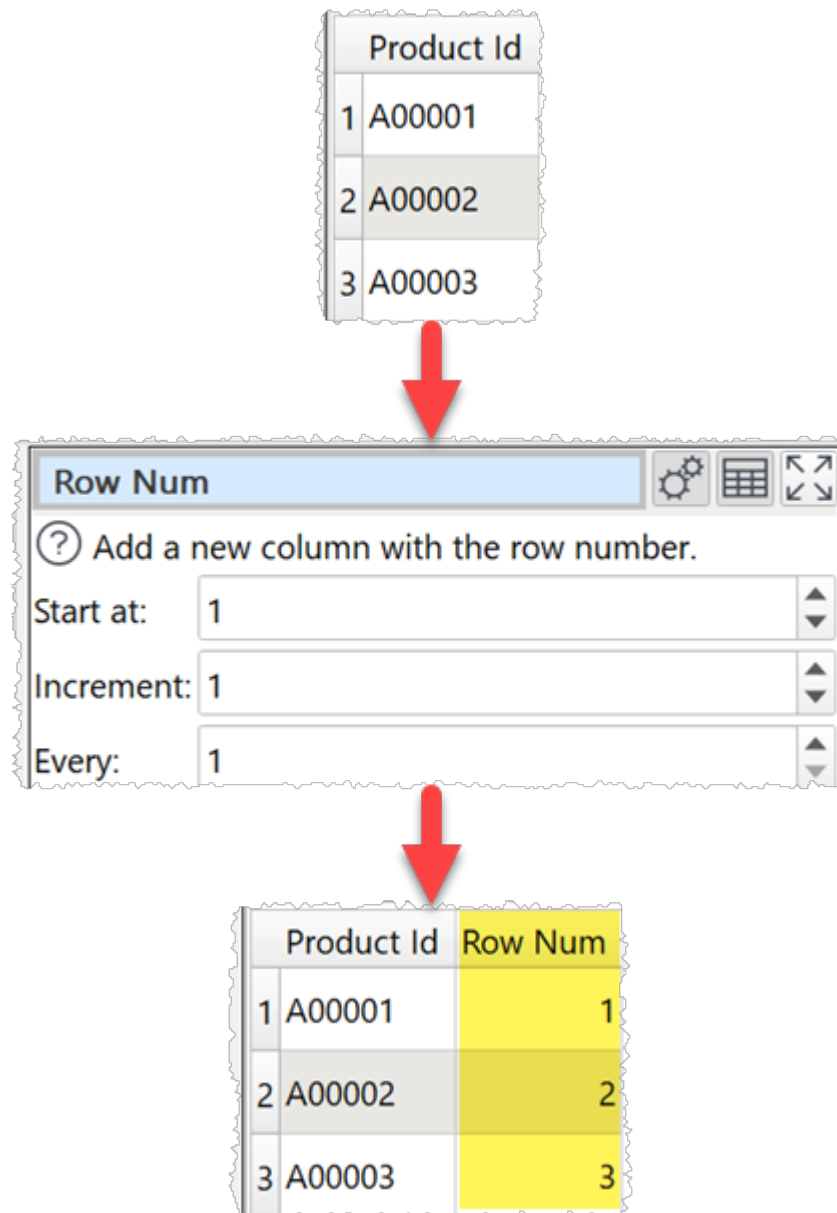 Product Id
1 A00001
2 A00002
3 A00003
Row Num
? Add a new column with the row number.
Start at: 1
Increment: 1
Every: 1
Product Id Row Num
1 A00001 1
2 A00002 2
3 A00003 3